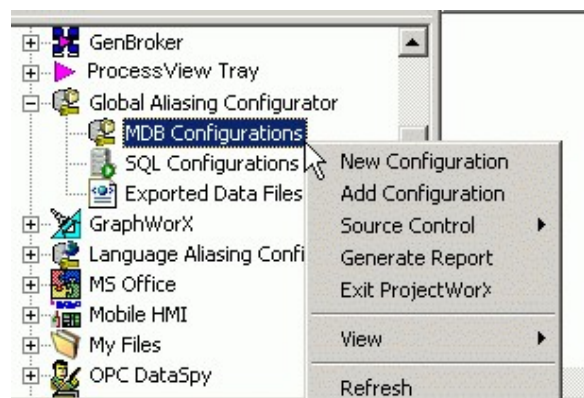 GenBroker
ProcessView Tray
Global Aliasing Configurator
MDB Configurations
SQL Configurations
Exported Data Files
GraphWorX
Language Aliasing Confi
MS Office
Mobile HMI
My Files
OPC DataSpy
New Configuration
Add Configuration
Source Control
Generate Report
Exit ProjectWorX
View
Refresh